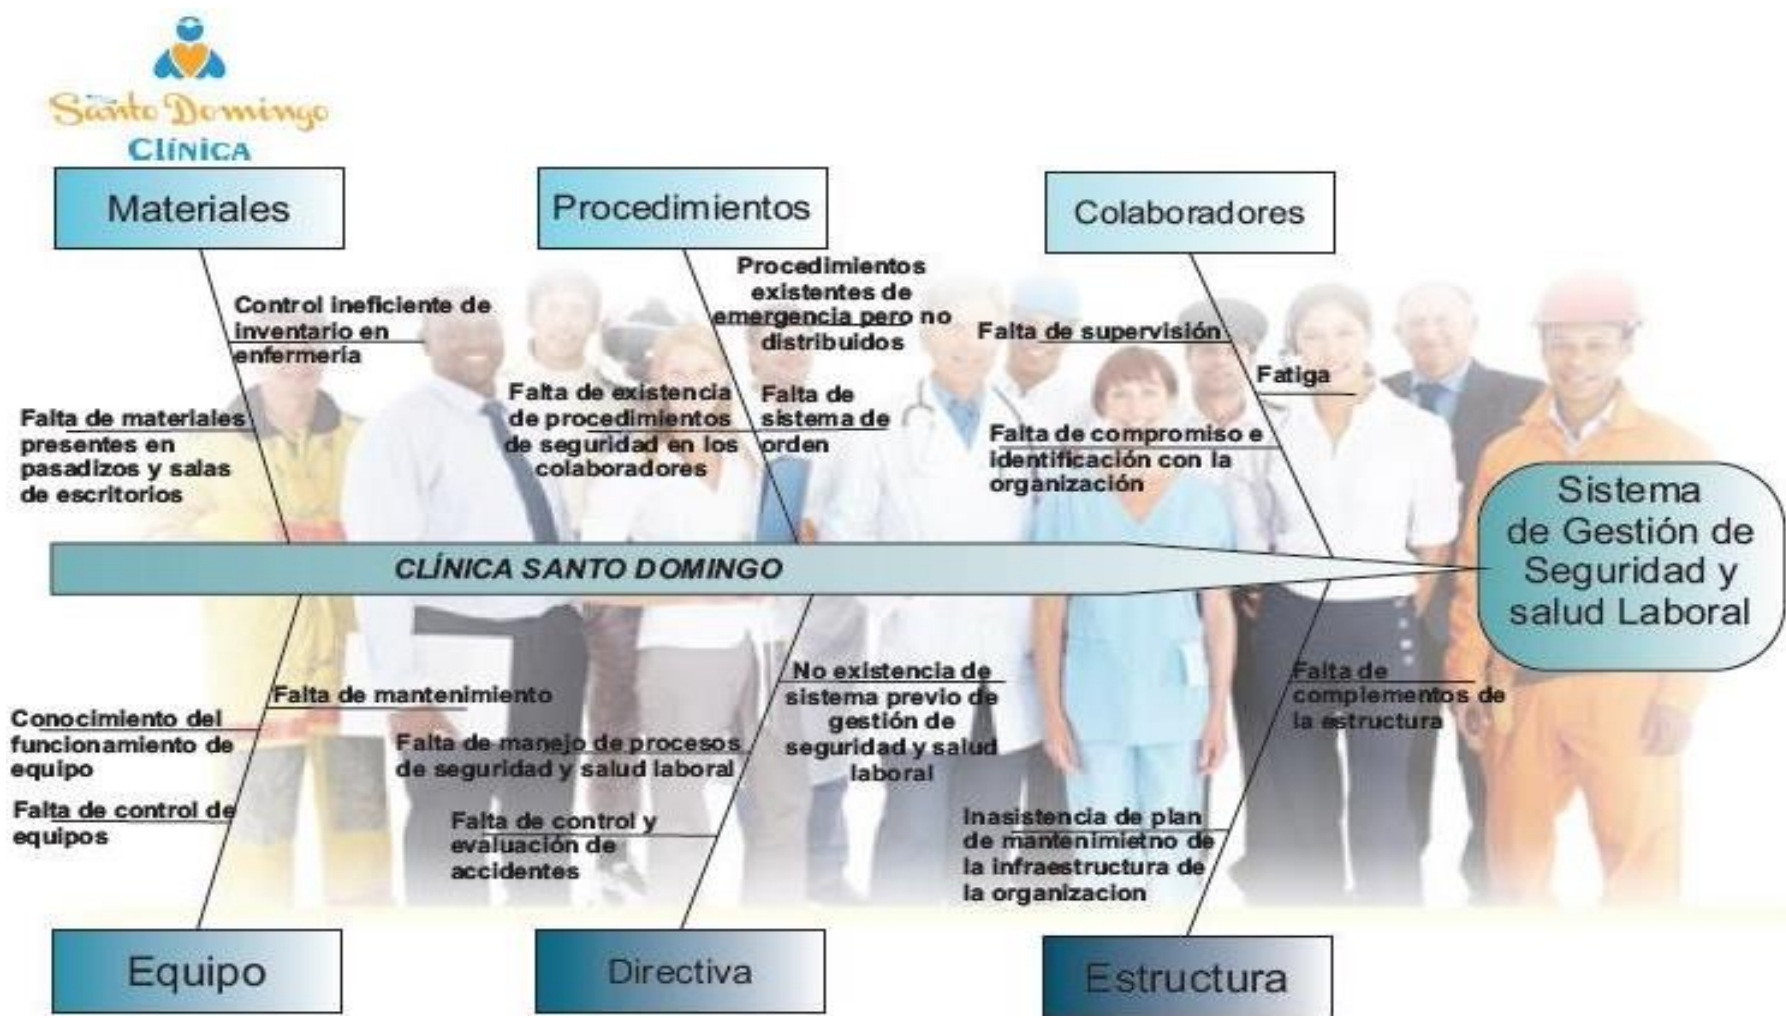 Santo Domingo
CLÍNICA
Materiales
Procedimientos
Colaboradores
Control ineficiente de
inventario en
enfermería
Falta de materiales
presentes en
pasadizos y salas
de escritorios
Procedimientos
existentes de
emergencia pero no
distribuidos
Falta de existencia
de procedimientos
de seguridad en los
colaboradores
Falta de
sistema de
orden
Falta de supervisión
Fatiga
Falta de compromiso e
identificación con la
organización
CLÍNICA SANTO DOMINGO
Sistema
de Gestión de
Seguridad y
salud Laboral
Falta de mantenimiento
Conocimiento del
funcionamiento de
equipo
Falta de control de
equipos
No existencia de
sistema previo de
gestión de
seguridad y salud
laboral
Falta de manejo de procesos
de seguridad y salud laboral
Falta de control y
evaluación de
accidentes
Falta de
complementos de
la estructura
Inasistencia de plan
de mantenimietno de
la infraestructura de
la organizacion
Equipo
Directiva
Estructura